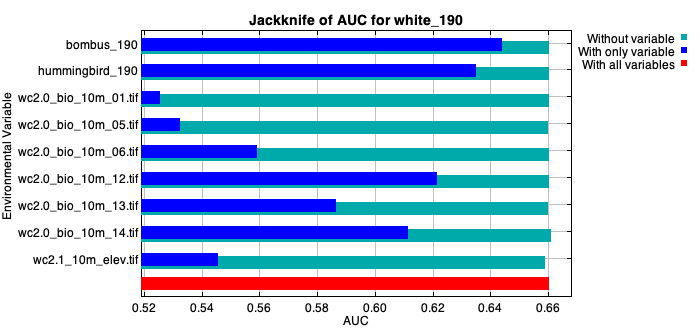 Jackknife of AUC for white_190
Without variable
With only variable
With all variables
Environmental Variable
bombus_190
hummingbird_190
wc2.0_bio_10m_01.tif
wc2.0_bio_10m_05.tif
wc2.0_bio_10m_06.tif
wc2.0_bio_10m_12.tif
wc2.0_bio_10m_13.tif
wc2.0_bio_10m_14.tif
wc2.1_10m_elev.tif
0.52 0.54 0.56 0.58 0.60 0.62 0.64 0.66
AUC